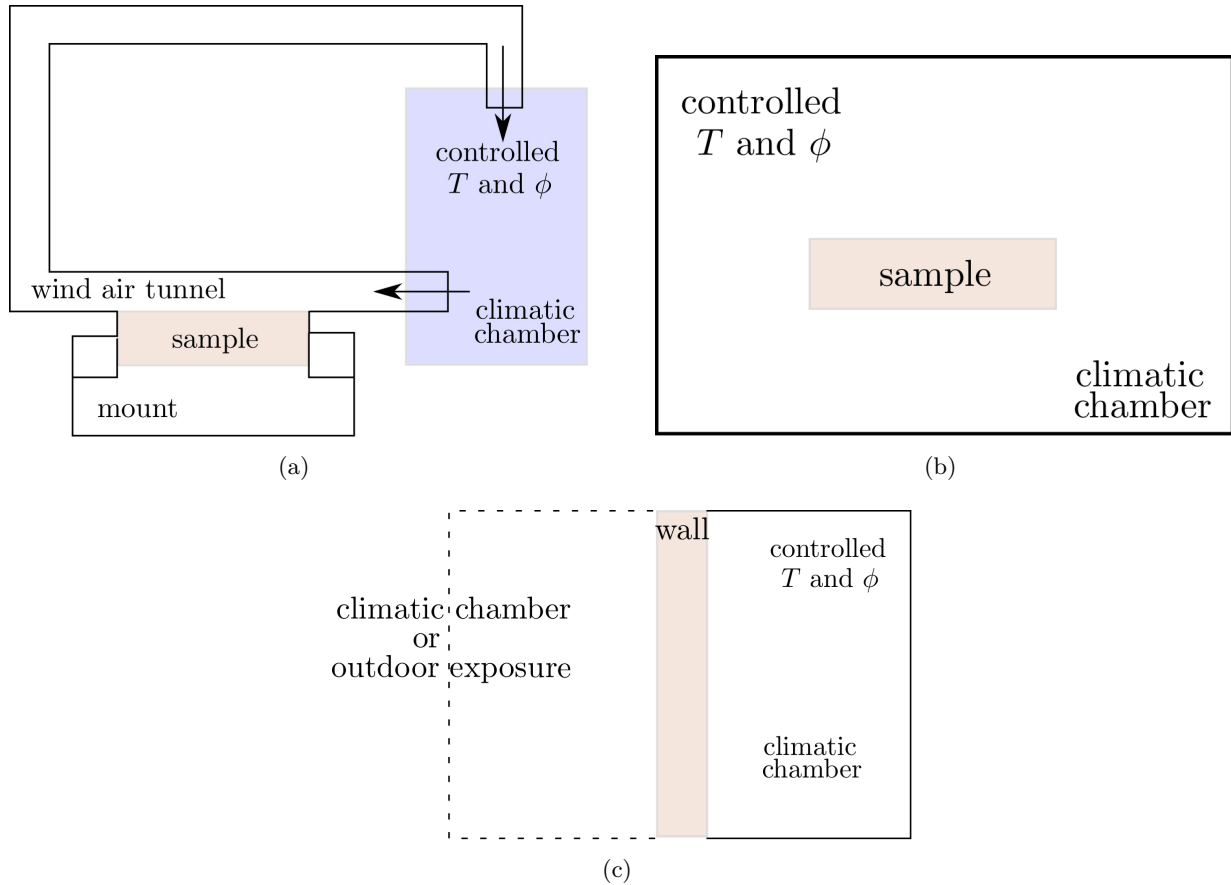 controlled
T and ϕ
wind air tunnel
climatic
chamber
sample
mount
(a)
controlled
T and ϕ
sample
climatic
chamber
(b)
wall
controlled
T and ϕ
climatic chamber
or
outdoor exposure
climatic
chamber
(c)